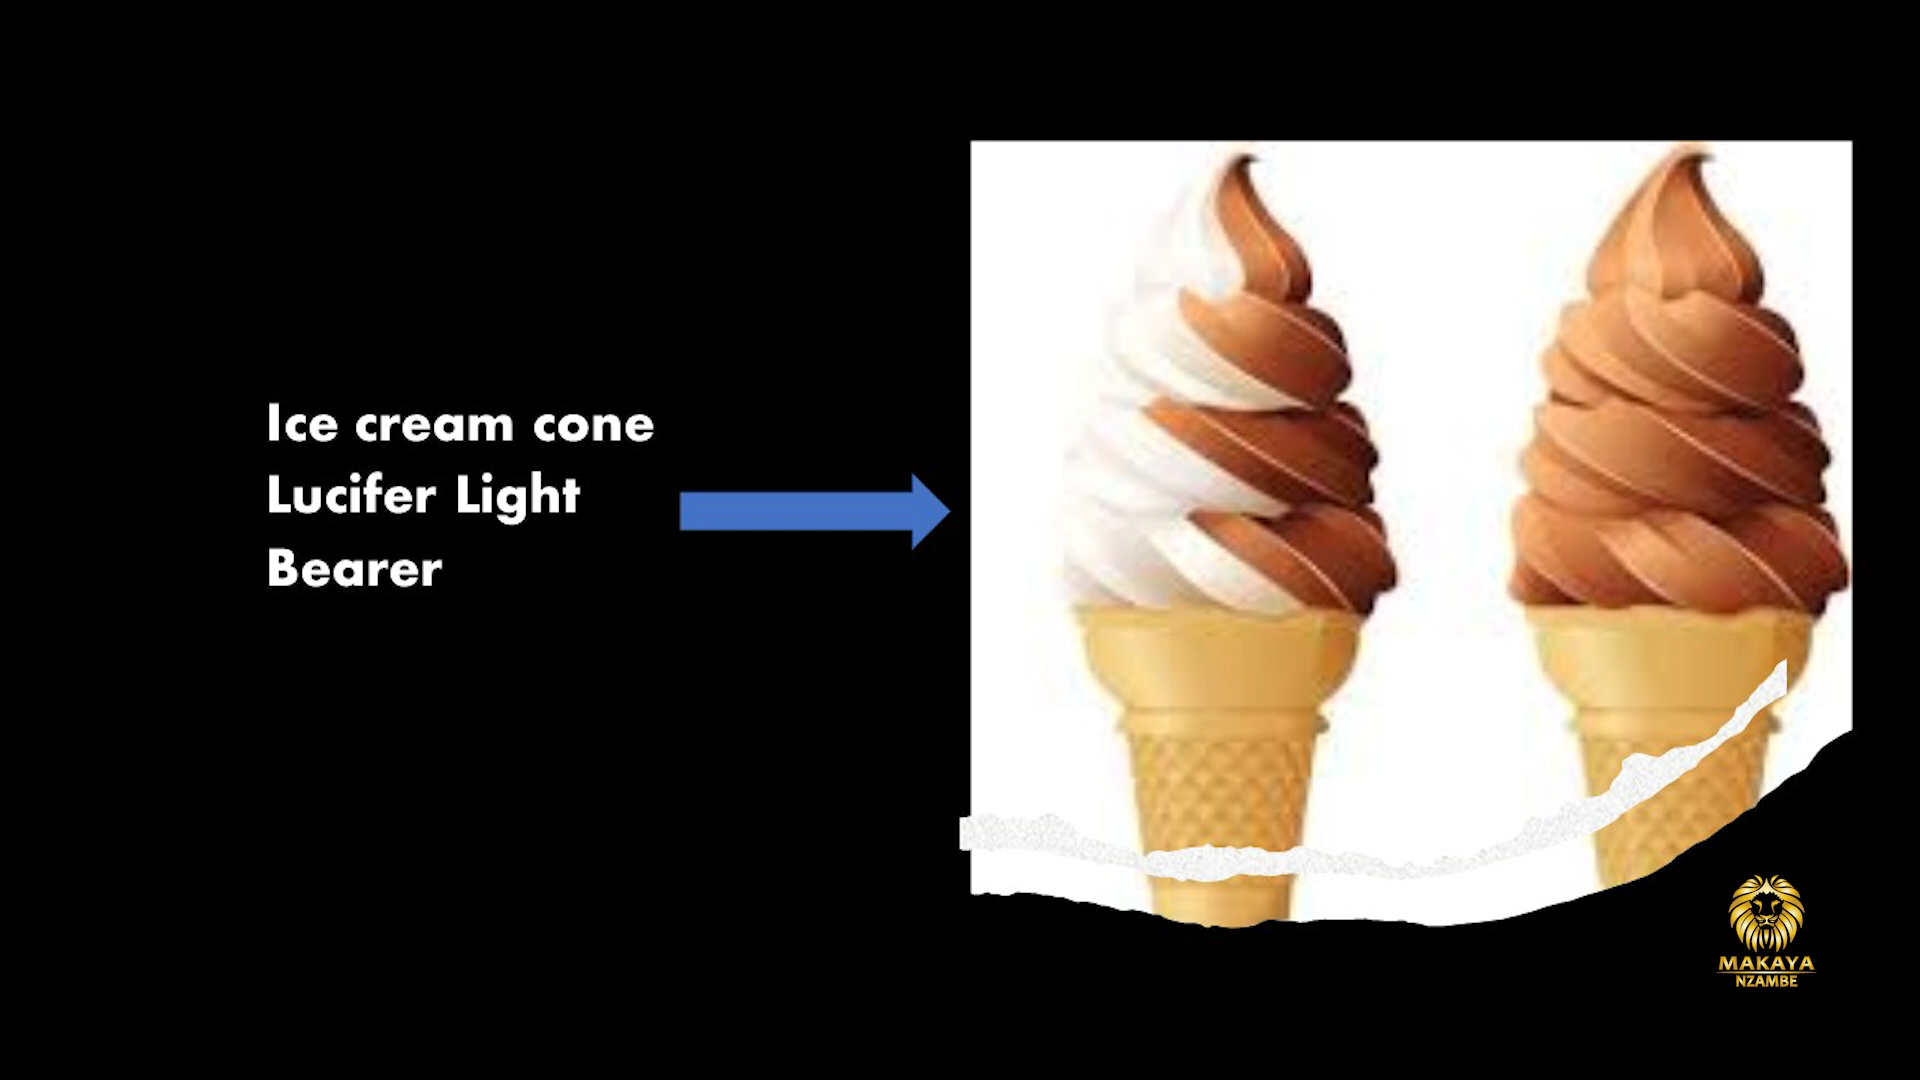 Ice cream cone
Lucifer Light
Bearer
MAKAYA
NZAMBE